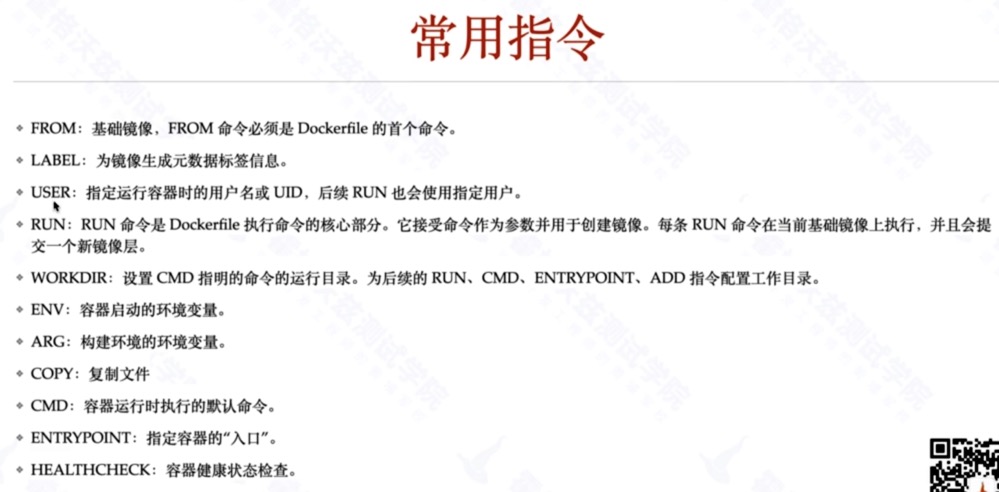 常用指令
❖ FROM：基础镜像，FROM 命令必须是 Dockerfile 的首个命令。
❖ LABEL：为镜像生成元数据标签信息。
❖ USER：指定运行容器时的用户名或 UID，后续 RUN 也会使用指定用户。
❖ RUN：RUN 命令是 Dockerfile 执行命令的核心部分。它接受命令作为参数并用于创建镜像。每条 RUN 命令在当前基础镜像上执行，并且会提
交一个新镜像层。
❖ WORKDIR：设置 CMD 指明的命令的运行目录。为后续的 RUN、CMD、ENTRYPOINT、ADD 指令配置工作目录。
❖ ENV：容器启动的环境变量。
❖ ARG：构建环境的环境变量。
❖ COPY：复制文件
❖ CMD：容器运行时执行的默认命令。
❖ ENTRYPOINT：指定容器的“入口”。
❖ HEALTHCHECK：容器健康状态检查。